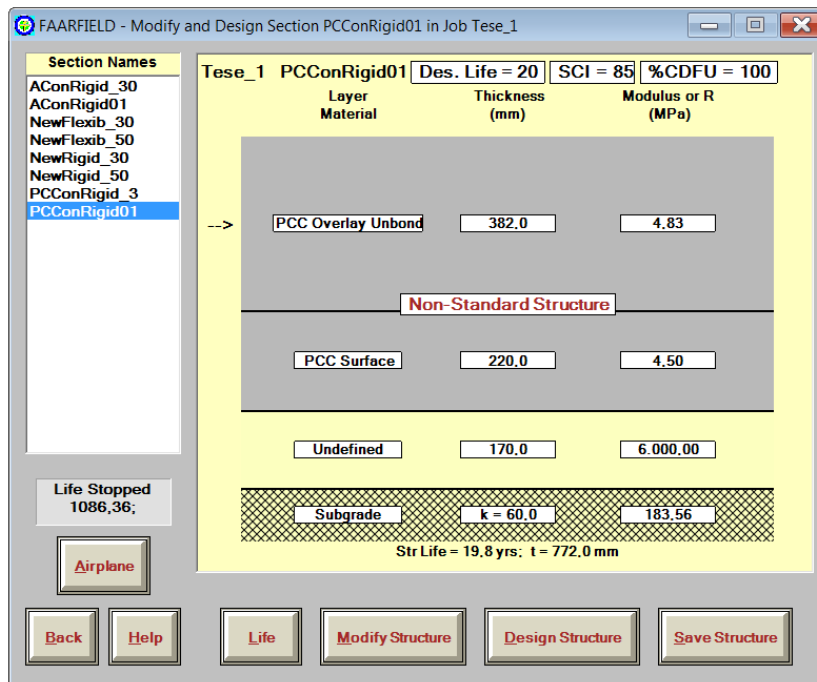 FAARFIELD - Modify and Design Section PCConRigid01 in Job Tese_1
Section Names
AConRigid_30
AConRigid01
NewFlexib_30
NewFlexib_50
NewRigid_30
NewRigid_50
PCConRigid_3
PCConRigid01
Life Stopped
1086,36;
Airplane
Back
Help
Tese_1 PCConRigid01 Des. Life = 20 SCI = 85 %CDFU = 100
Layer Material Thickness (mm) Modulus or R (MPa)
--> PCC Overlay Unbond 382,0 4,83
Non-Standard Structure
PCC Surface 220,0 4,50
Undefined 170,0 6.000,00
Subgrade k = 60,0 183,56
Str Life = 19,8 yrs; t = 772,0 mm
Life
Modify Structure
Design Structure
Save Structure